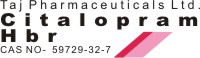 Taj Pharmaceuticals Ltd.
Citalopram
Hbr
CAS NO- 59729-32-7